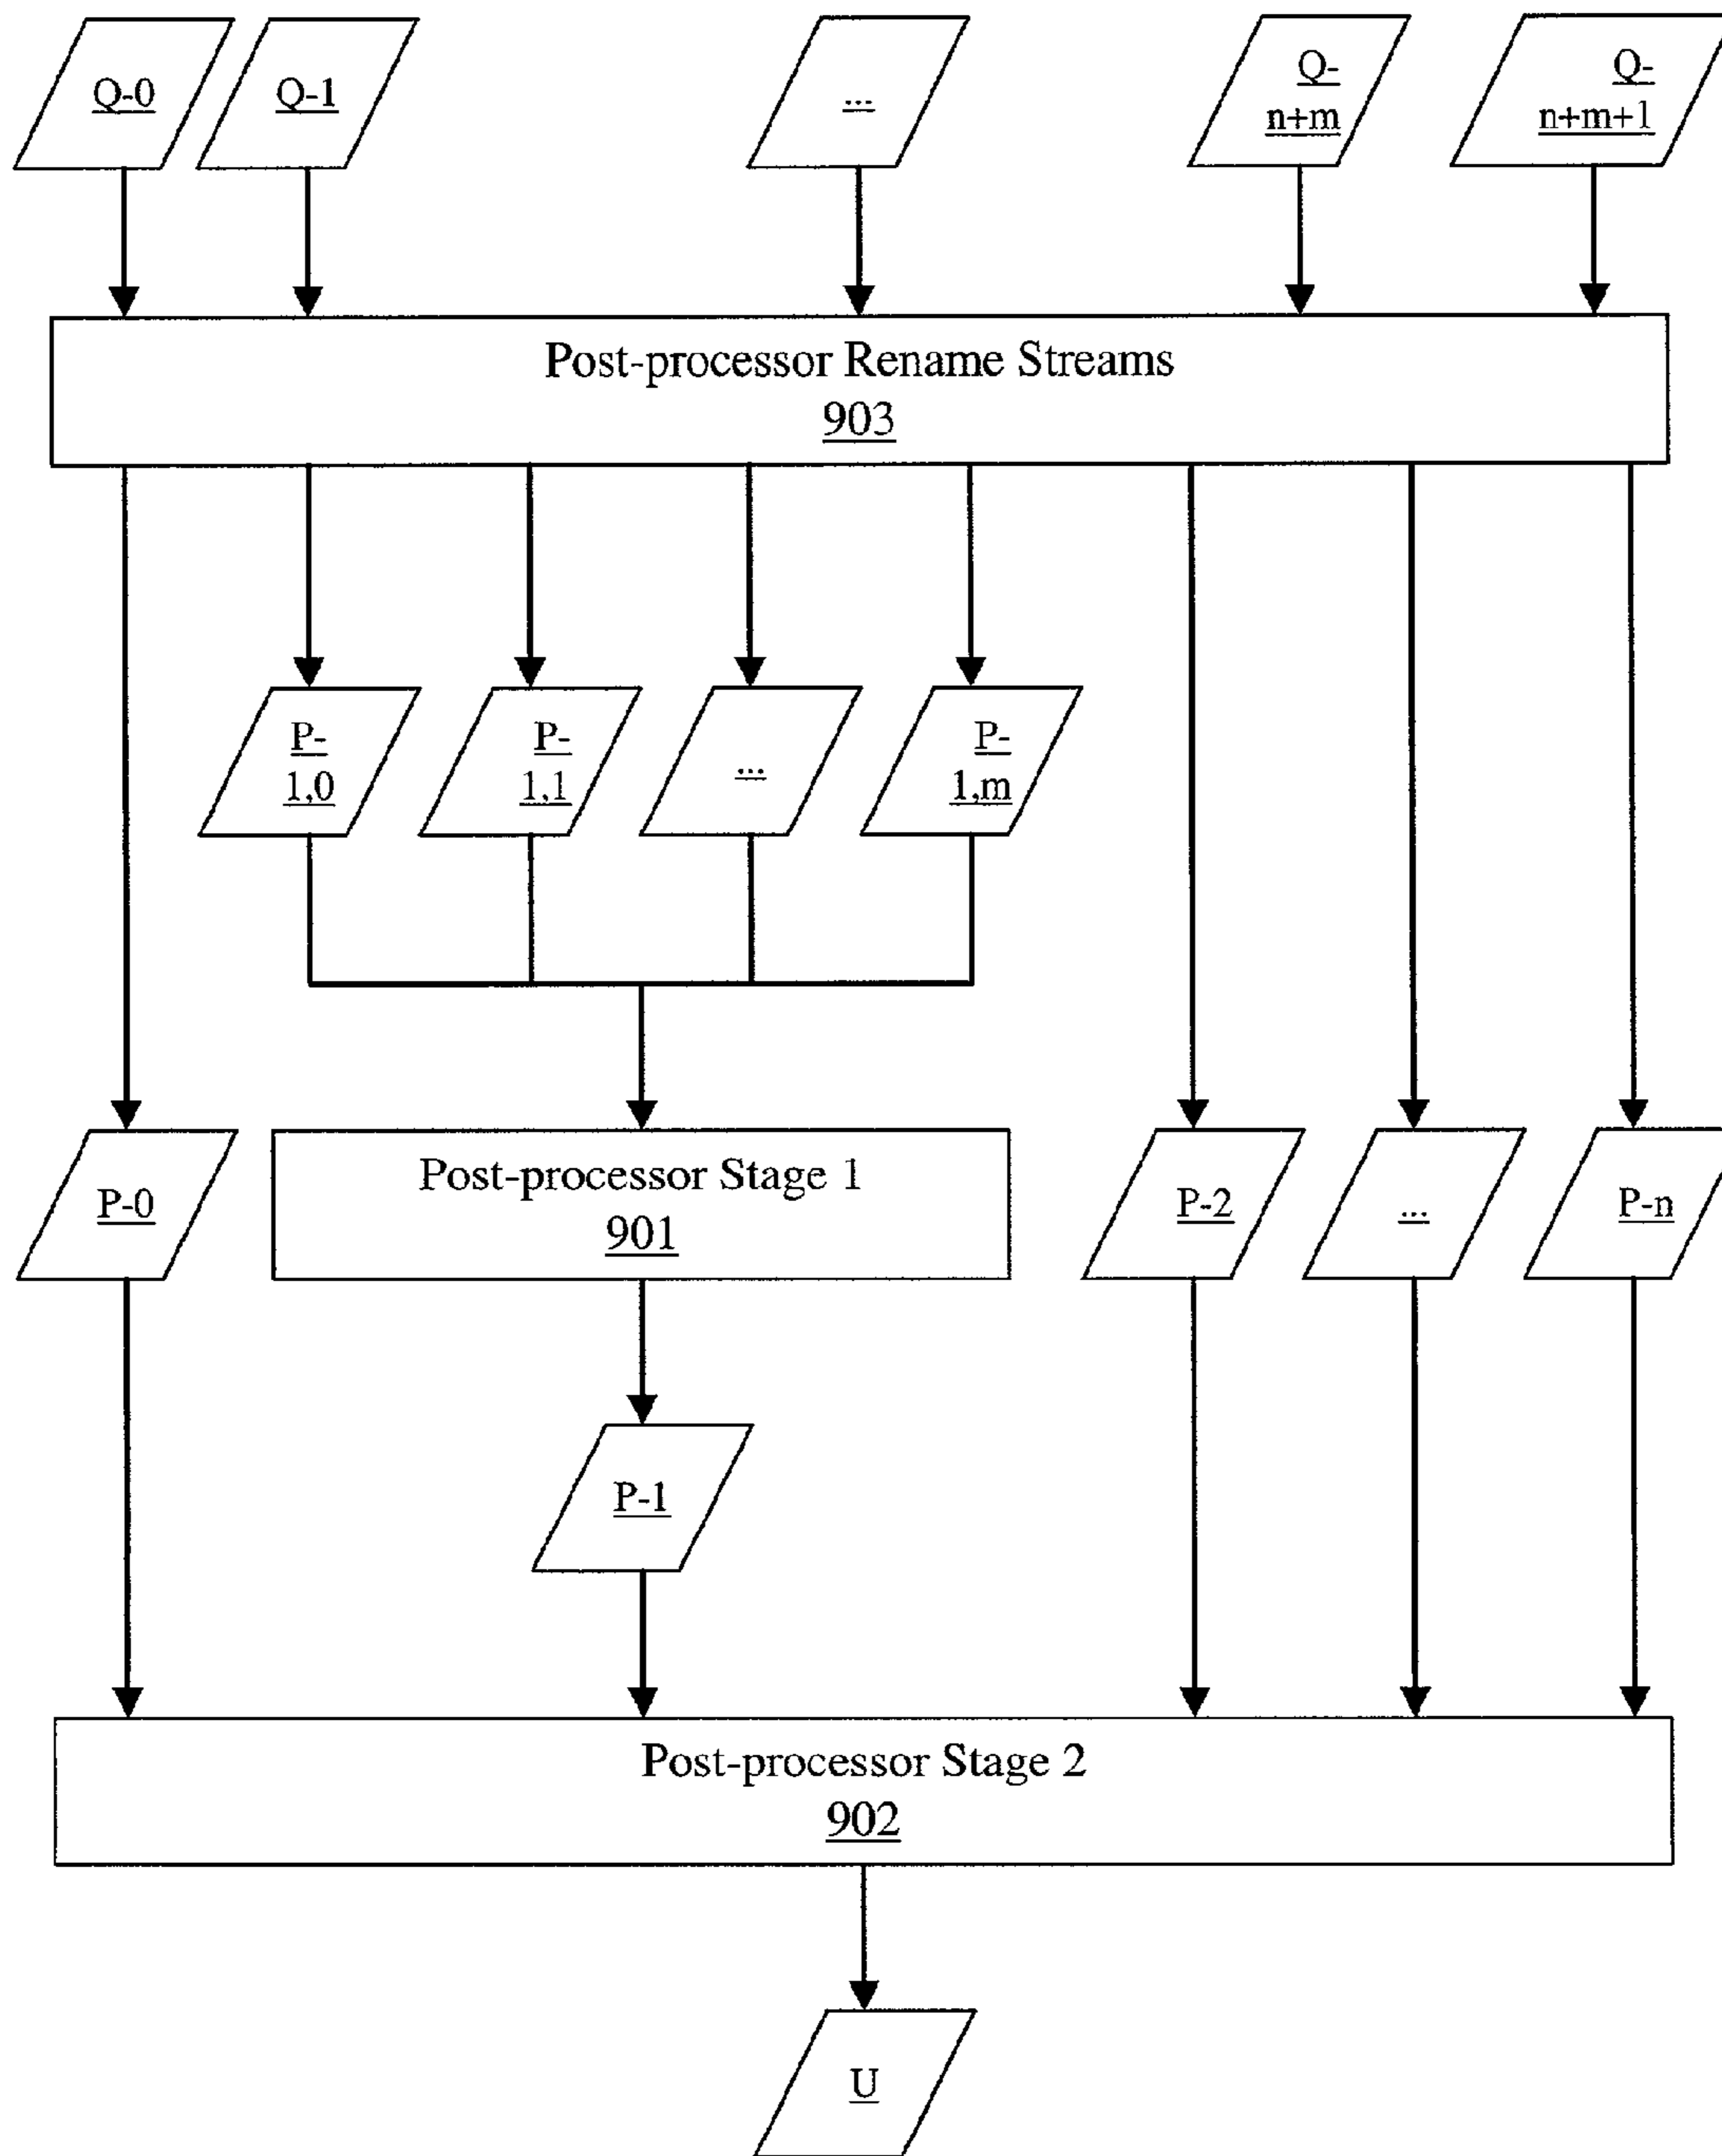 Q-0
Q-1
...
Q-
n+m
Q-
n+m+1
Post-processor Rename Streams
903
P-
1,0
P-
1,1
...
P-
1,m
P-0
Post-processor Stage 1
901
P-2
...
P-n
P-1
Post-processor Stage 2
902
U